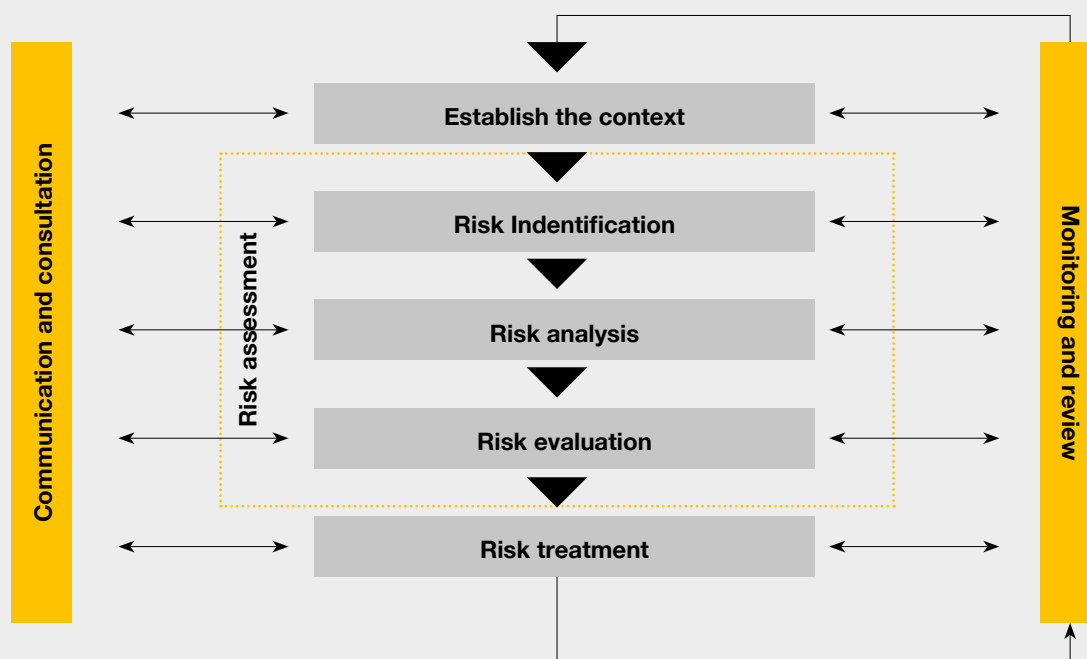 Communication and consultation
Establish the context
Risk assessment
Risk Indentification
Risk analysis
Risk evaluation
Risk treatment
Monitoring and review